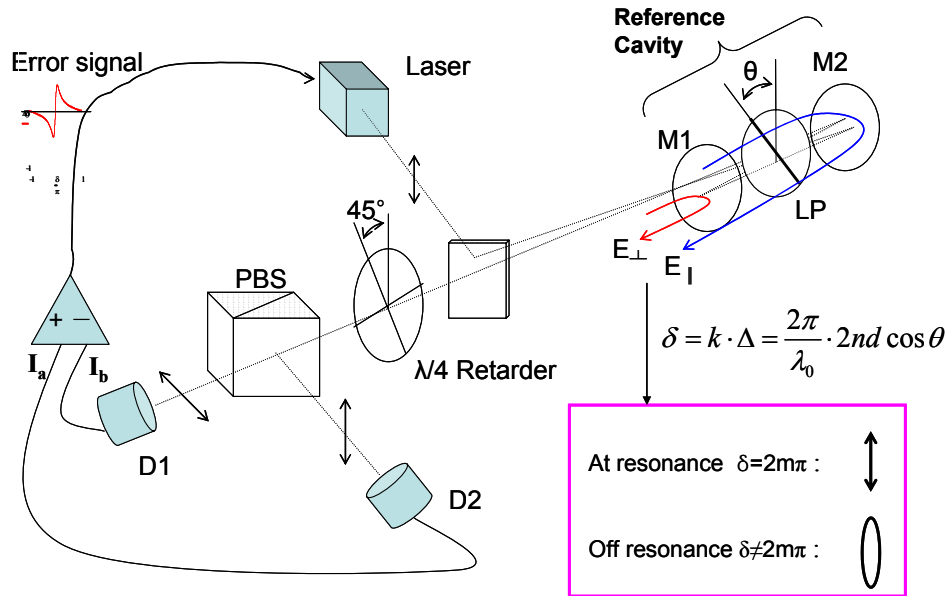 Reference
Cavity
Error signal
Laser
θ
M2
M1
LP
45°
E⊥
E∥
PBS
δ = k · Δ = 2π/λ₀ · 2nd cos θ
+ −
Iₐ
I_b
λ/4 Retarder
D1
D2
At resonance δ=2mπ :
Off resonance δ≠2mπ :